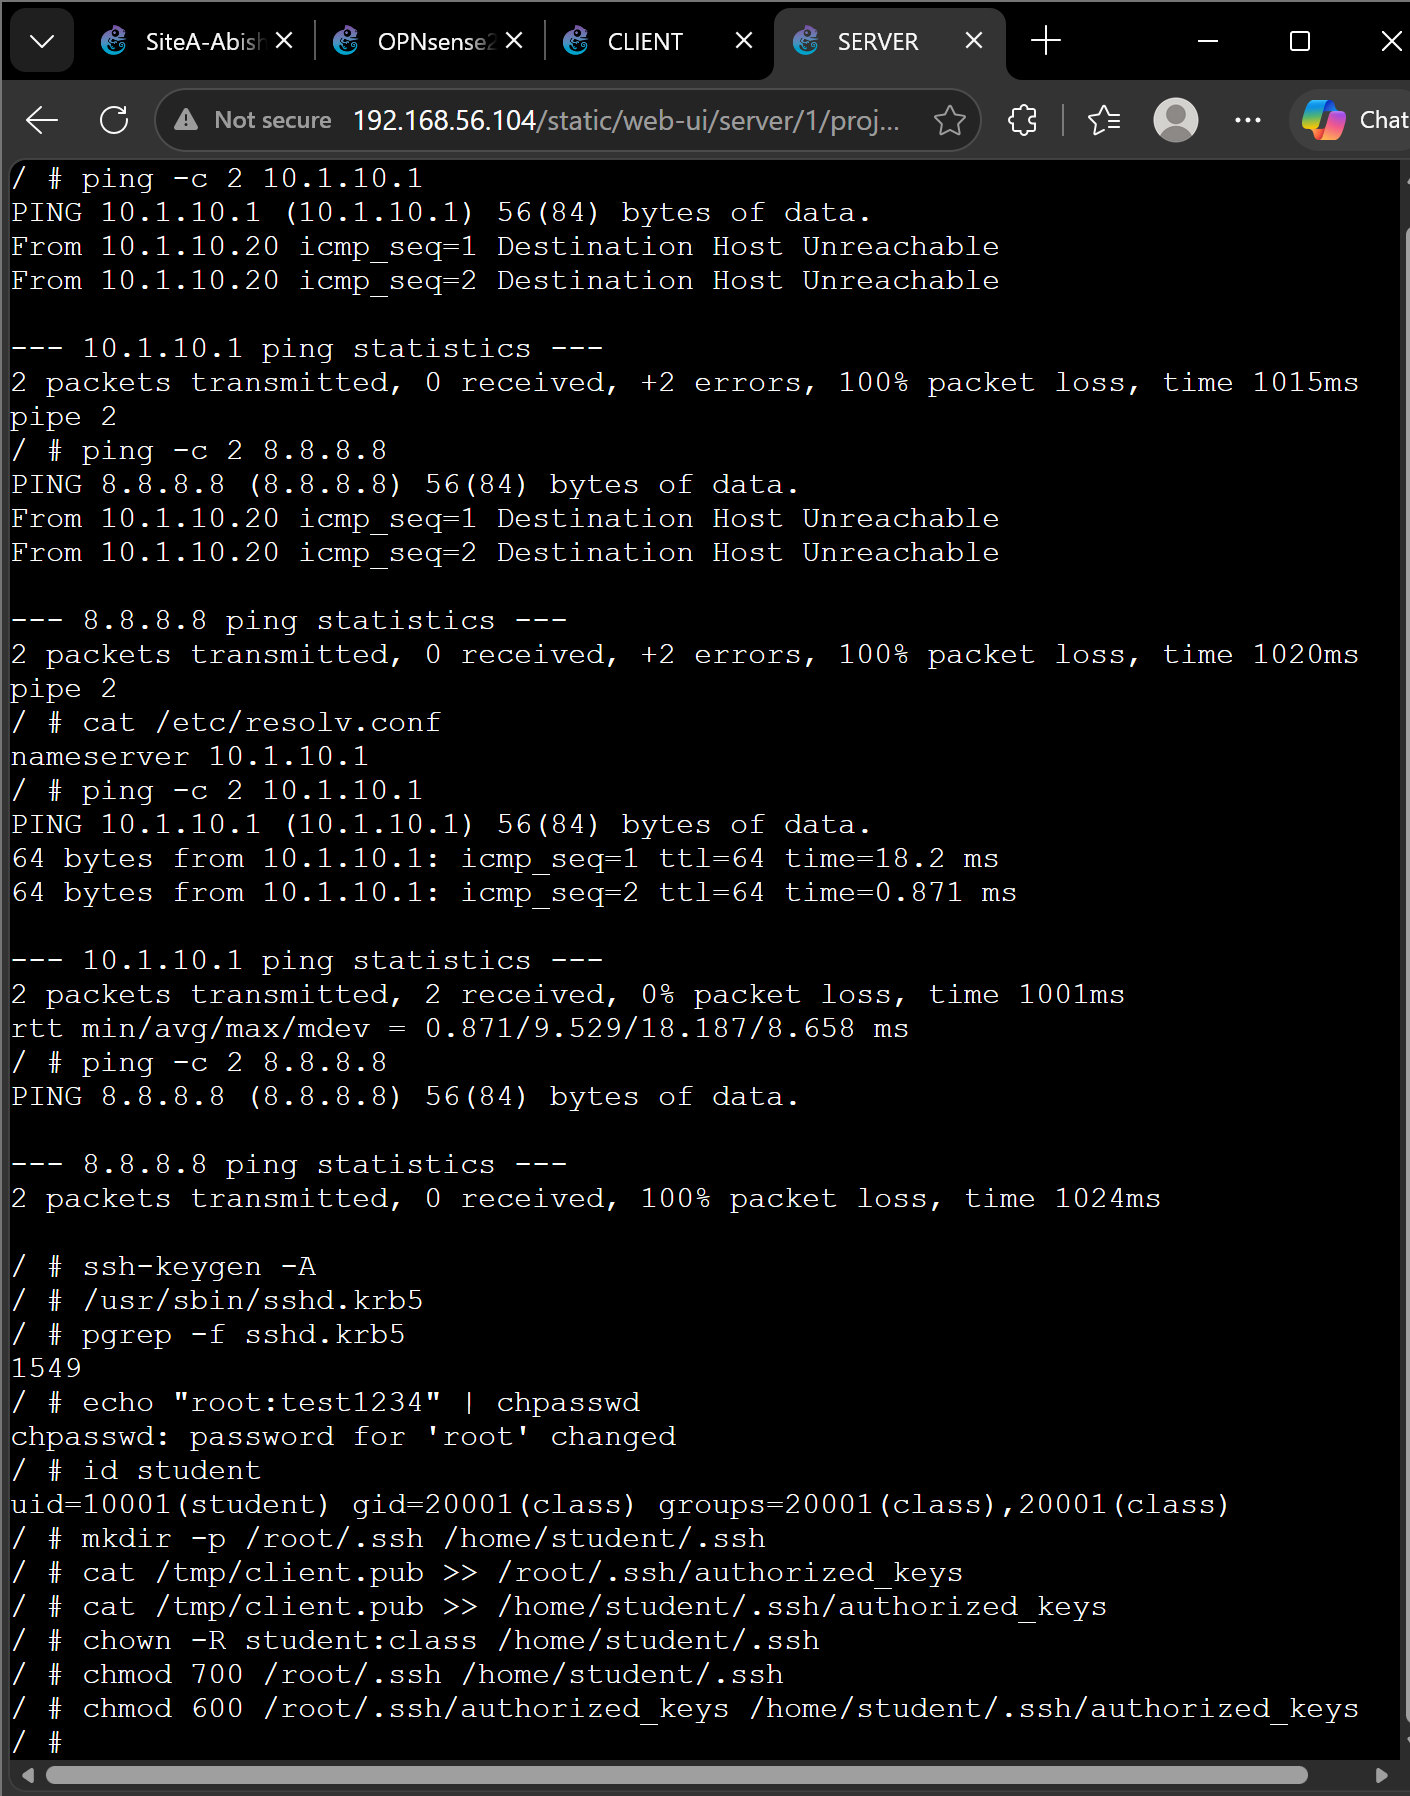 SiteA-Abish
OPNsense2
CLIENT
SERVER
Not secure 192.168.56.104/static/web-ui/server/1/proj...
Chat
/ # ping -c 2 10.1.10.1
PING 10.1.10.1 (10.1.10.1) 56(84) bytes of data.
From 10.1.10.20 icmp_seq=1 Destination Host Unreachable
From 10.1.10.20 icmp_seq=2 Destination Host Unreachable
--- 10.1.10.1 ping statistics ---
2 packets transmitted, 0 received, +2 errors, 100% packet loss, time 1015ms
pipe 2
/ # ping -c 2 8.8.8.8
PING 8.8.8.8 (8.8.8.8) 56(84) bytes of data.
From 10.1.10.20 icmp_seq=1 Destination Host Unreachable
From 10.1.10.20 icmp_seq=2 Destination Host Unreachable
--- 8.8.8.8 ping statistics ---
2 packets transmitted, 0 received, +2 errors, 100% packet loss, time 1020ms
pipe 2
/ # cat /etc/resolv.conf
nameserver 10.1.10.1
/ # ping -c 2 10.1.10.1
PING 10.1.10.1 (10.1.10.1) 56(84) bytes of data.
64 bytes from 10.1.10.1: icmp_seq=1 ttl=64 time=18.2 ms
64 bytes from 10.1.10.1: icmp_seq=2 ttl=64 time=0.871 ms
--- 10.1.10.1 ping statistics ---
2 packets transmitted, 2 received, 0% packet loss, time 1001ms
rtt min/avg/max/mdev = 0.871/9.529/18.187/8.658 ms
/ # ping -c 2 8.8.8.8
PING 8.8.8.8 (8.8.8.8) 56(84) bytes of data.
--- 8.8.8.8 ping statistics ---
2 packets transmitted, 0 received, 100% packet loss, time 1024ms
/ # ssh-keygen -A
/ # /usr/sbin/sshd.krb5
/ # pgrep -f sshd.krb5
1549
/ # echo "root:test1234" | chpasswd
chpasswd: password for 'root' changed
/ # id student
uid=10001(student) gid=20001(class) groups=20001(class),20001(class)
/ # mkdir -p /root/.ssh /home/student/.ssh
/ # cat /tmp/client.pub >> /root/.ssh/authorized_keys
/ # cat /tmp/client.pub >> /home/student/.ssh/authorized_keys
/ # chown -R student:class /home/student/.ssh
/ # chmod 700 /root/.ssh /home/student/.ssh
/ # chmod 600 /root/.ssh/authorized_keys /home/student/.ssh/authorized_keys
/ #